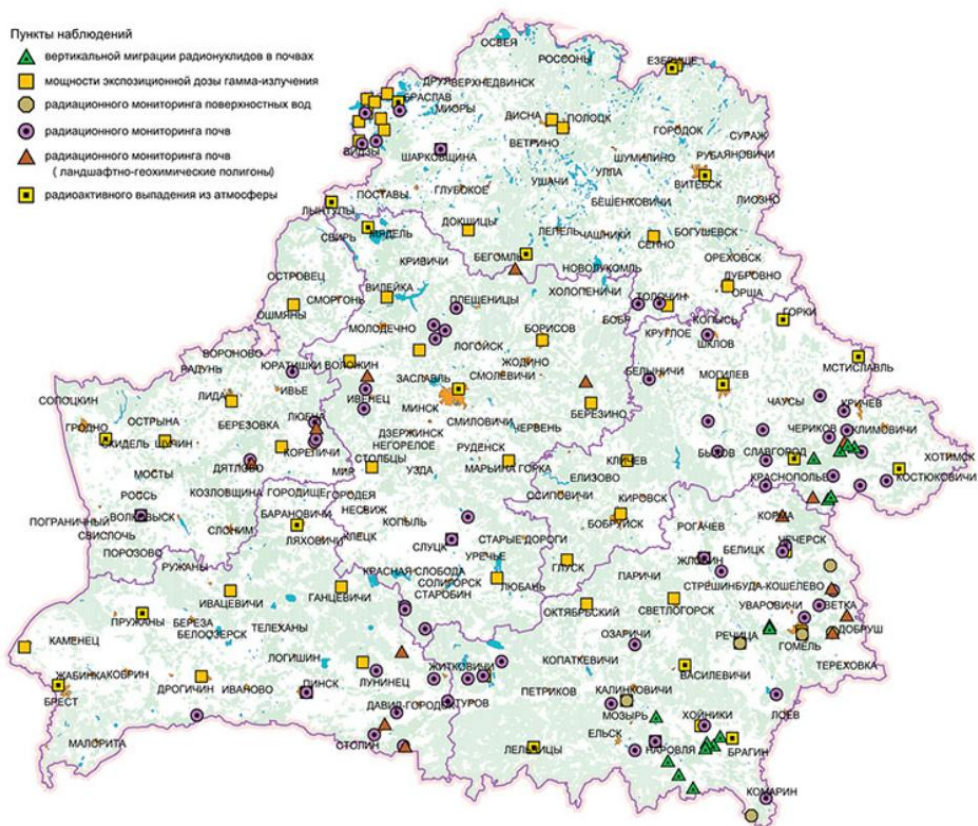 Пункты наблюдений
вертикальной миграции радионуклидов в почвах
мощности экспозиционной дозы гамма-излучения
радиационного мониторинга поверхностных вод
радиационного мониторинга почв
радиационного мониторинга почв
( ландшафтно-геохимические полигоны)
радиоактивного выпадения из атмосферы
ОСВЕЯ
РОССОНЫ
ЕЗЕРИЩЕ
ДРУЯ
ВЕРХНЕДВИНСК
БРАСЛАВ
МИОРЫ
ДИСНА
ПОЛОЦК
ГОРОДОК
СУРАЖ
ВИДЗЫ
ШАРКОВЩИНА
ВЕТРИНО
ШУМИЛИНО
РУБА
ЯНОВИЧИ
УЛЛА
ПОСТАВЫ
ГЛУБОКОЕ
УШАЧИ
ВИТЕБСК
ЛИОЗНО
БЕШЕНКОВИЧИ
ЛЫНТУПЫ
ДОКШИЦЫ
ЛЕПЕЛЬ
ЧАШНИКИ
БОГУШЕВСК
СВИРЬ
МЯДЕЛЬ
СЕННО
КРИВИЧИ
БЕГОМЛЬ
НОВОЛУКОМЛЬ
ОРЕХОВСК
ДУБРОВНО
ОСТРОВЕЦ
ВИЛЕЙКА
ХОЛОПЕНИЧИ
ОРША
СМОРГОНЬ
ПЛЕЩЕНИЦЫ
ТОЛОЧИН
ОШМЯНЫ
БОБР
КОПЫСЬ
ГОРКИ
МОЛОДЕЧНО
БОРИСОВ
КРУГЛОЕ
ШКЛОВ
ЛОГОЙСК
ВОРОНОВО
ЖОДИНО
МСТИСЛАВЛЬ
РАДУНЬ
ЮРАТИШКИ
ВОЛОЖИН
БЕЛЫНИЧИ
ЗАСЛАВЛЬ
СМОЛЕВИЧИ
МОГИЛЕВ
СОПОЦКИН
ИВЬЕ
ИВЕНЕЦ
ЧАУСЫ
ЛИДА
МИНСК
БЕРЕЗИНО
КРИЧЕВ
ОСТРЫНА
ЛЮБЧА
СМИЛОВИЧИ
ГРОДНО
БЕРЕЗОВКА
ЧЕРВЕНЬ
ЧЕРИКОВ
КЛИМОВИЧИ
СКИДЕЛЬ
ЩУЧИН
ДЗЕРЖИНСК
НЕГОРЕЛОЕ
РУДЕНСК
КОРЕЛИЧИ
СТОЛБЦЫ
БЫХОВ
СЛАВГОРОД
ХОТИМСК
МОСТЫ
ДЯТЛОВО
МИР
УЗДА
МАРЬИНА ГОРКА
КЛИЧЕВ
КРАСНОПОЛЬЕ
КОСТЮКОВИЧИ
ЕЛИЗОВО
РОССЬ
КОЗЛОВЩИНА
ГОРОДИЩЕ
ГОРОДЕЯ
ОСИПОВИЧИ
КИРОВСК
ПОГРАНИЧНЫЙ
ВОЛКОВЫСК
БАРАНОВИЧИ
НЕСВИЖ
КОПЫЛЬ
БОБРУЙСК
РОГАЧЕВ
КОРМА
СВИСЛОЧЬ
СЛОНИМ
ЛЯХОВИЧИ
КЛЕЦК
СЛУЦК
СТАРЫЕ ДОРОГИ
ЧЕЧЕРСК
ПОРОЗОВО
УРЕЧЬЕ
ЖЛОБИН
БЕЛИЦК
РУЖАНЫ
КРАСНАЯ СЛОБОДА
ГЛУСК
ПАРИЧИ
СОЛИГОРСК
ЛЮБАНЬ
СТРЕШИН
БУДА-КОШЕЛЕВО
ИВАЦЕВИЧИ
ГАНЦЕВИЧИ
СТАРОБИН
ОКТЯБРЬСКИЙ
СВЕТЛОГОРСК
УВАРОВИЧИ
ВЕТКА
ПРУЖАНЫ
БЕРЕЗА
ТЕЛЕХАНЫ
БЕЛООЗЕРСК
РЕЧИЦА
ДОБРУШ
КАМЕНЕЦ
ОЗАРИЧИ
ГОМЕЛЬ
ЛОГИШИН
КОПАТКЕВИЧИ
ТЕРЕХОВКА
ЖАБИНКА
КОБРИН
ЖИТКОВИЧИ
ВАСИЛЕВИЧИ
ДРОГИЧИН
ИВАНОВО
ПИНСК
ЛУНИНЕЦ
ПЕТРИКОВ
КАЛИНКОВИЧИ
БРЕСТ
ДАВИД-ГОРОДОК
ТУРОВ
МОЗЫРЬ
ХОЙНИКИ
ЛОЕВ
ЕЛЬСК
МАЛОРИТА
СТОЛИН
ЛЕЛЬЧИЦЫ
НАРОВЛЯ
БРАГИН
КОМАРИН